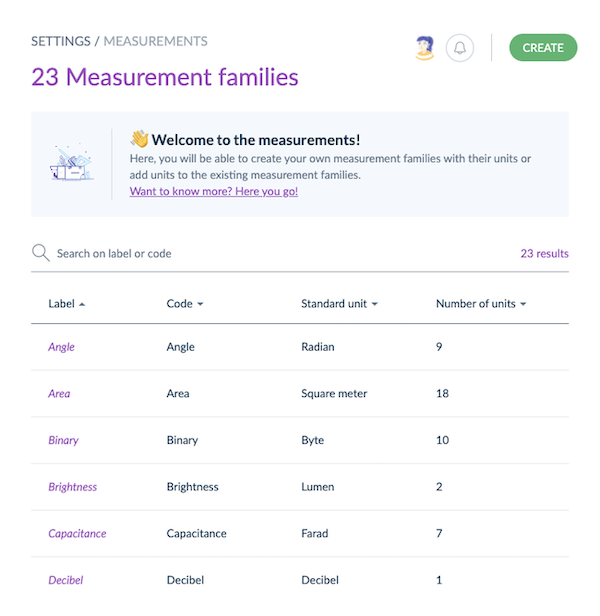 SETTINGS / MEASUREMENTS
CREATE
23 Measurement families
Welcome to the measurements!
Here, you will be able to create your own measurement families with their units or
add units to the existing measurement families.
Want to know more? Here you go!
Search on label or code
23 results
Label Code Standard unit Number of units
Angle Angle Radian 9
Area Area Square meter 18
Binary Binary Byte 10
Brightness Brightness Lumen 2
Capacitance Capacitance Farad 7
Decibel Decibel Decibel 1